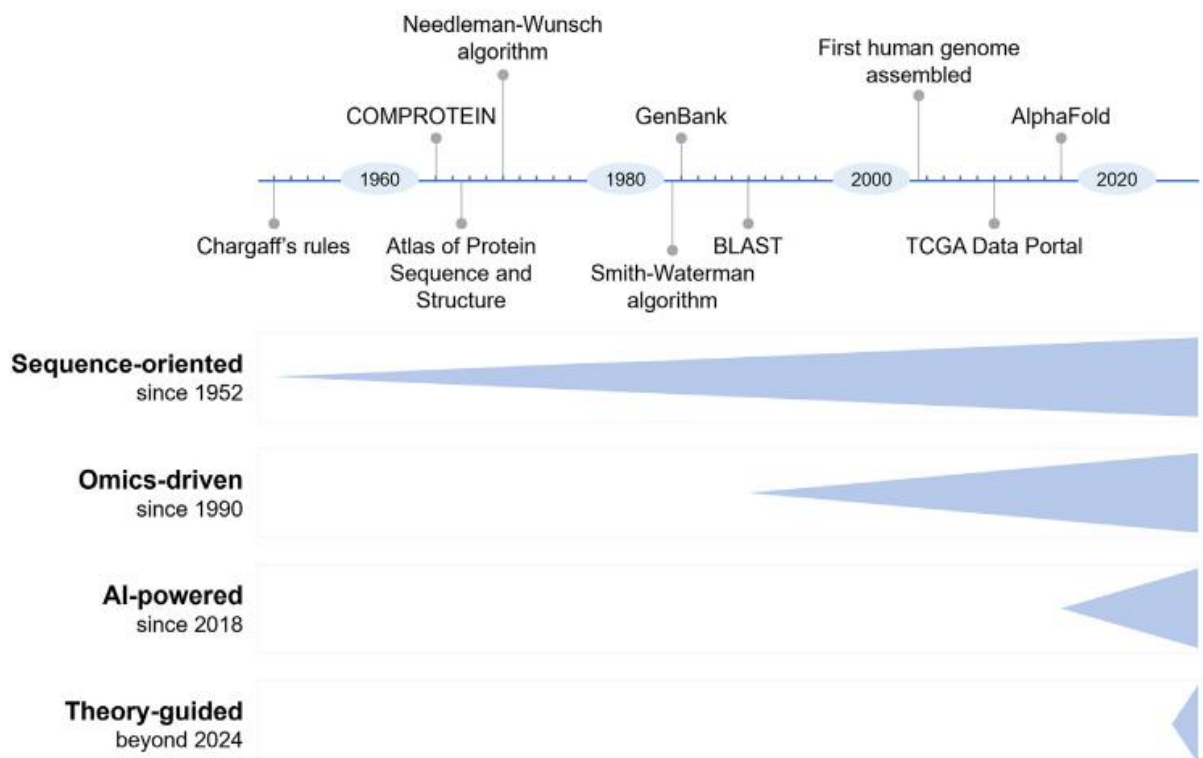 Needleman-Wunsch
algorithm
First human genome
assembled
COMPROTEIN
GenBank
AlphaFold
1960
1980
2000
2020
Chargaff's rules
Atlas of Protein
Sequence and
Structure
Smith-Waterman
algorithm
BLAST
TCGA Data Portal
Sequence-oriented
since 1952
Omics-driven
since 1990
AI-powered
since 2018
Theory-guided
beyond 2024